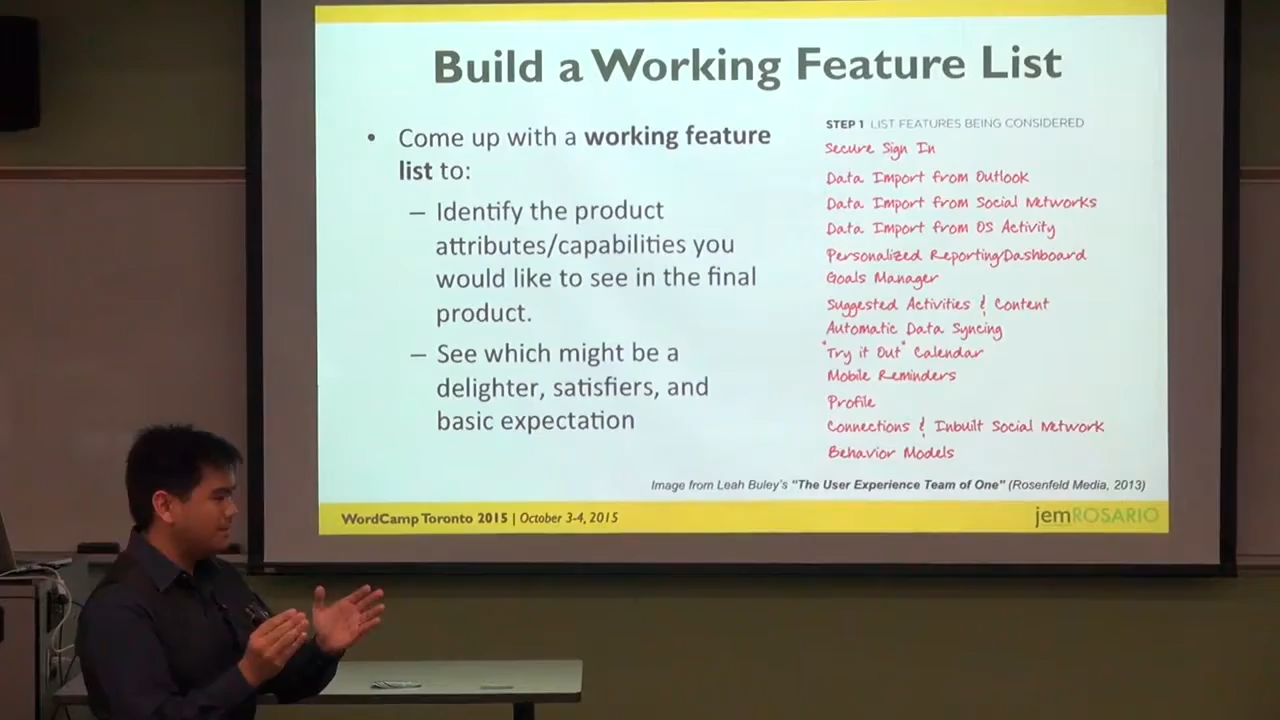 Build a Working Feature List
• Come up with a working feature
list to:
– Identify the product
attributes/capabilities you
would like to see in the final
product.
– See which might be a
delighter, satisfiers, and
basic expectation
STEP 1 LIST FEATURES BEING CONSIDERED
Secure Sign In
Data Import from Outlook
Data Import from Social Networks
Data Import from OS Activity
Personalized Reporting/Dashboard
Goals Manager
Suggested Activities & Content
Automatic Data Syncing
"Try it Out" Calendar
Mobile Reminders
Profile
Connections & Inbuilt Social Network
Behavior Models
Image from Leah Buley's "The User Experience Team of One" (Rosenfeld Media, 2013)
WordCamp Toronto 2015 | October 3-4, 2015
jemROSARIO